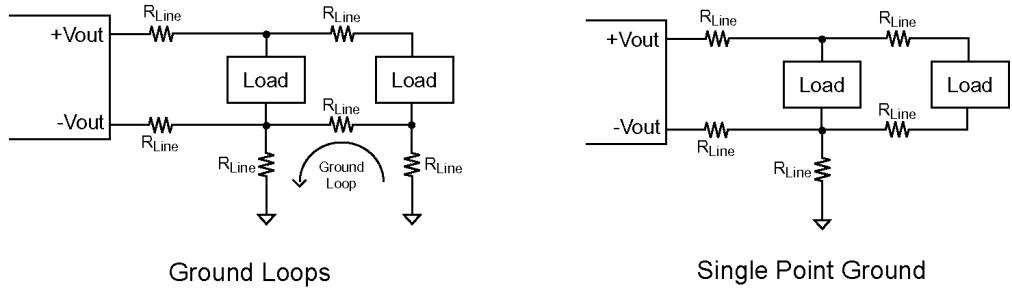 RLine
RLine
+Vout
Load
Load
RLine
-Vout
RLine
RLine
Ground
Loop
RLine
Ground Loops
RLine
RLine
+Vout
Load
Load
RLine
-Vout
RLine
RLine
Single Point Ground